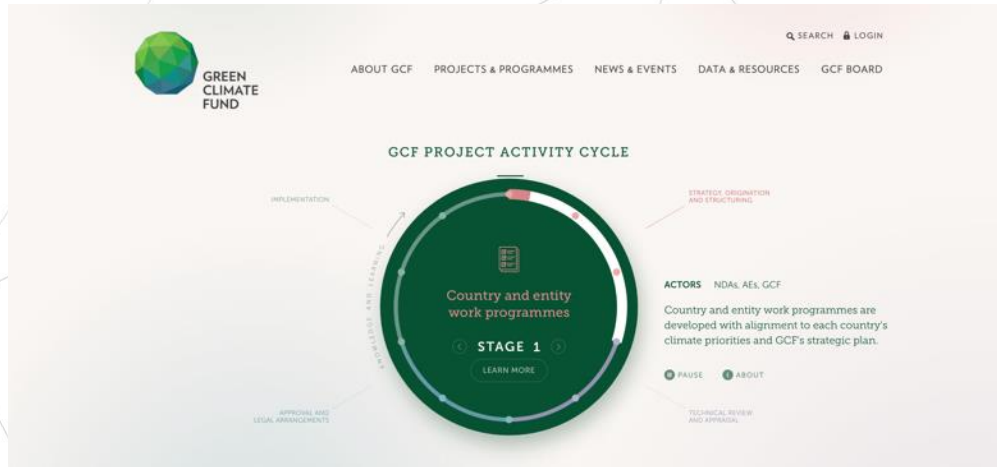 SEARCH LOGIN
GREEN
CLIMATE
FUND
ABOUT GCF PROJECTS & PROGRAMMES NEWS & EVENTS DATA & RESOURCES GCF BOARD
GCF PROJECT ACTIVITY CYCLE
IMPLEMENTATION
STRATEGY, ORIGINATION
AND STRUCTURING
KNOWLEDGE AND LEARNING
Country and entity
work programmes
STAGE 1
LEARN MORE
ACTORS NDAs, AEs, GCF
Country and entity work programmes are
developed with alignment to each country's
climate priorities and GCF's strategic plan.
PAUSE ABOUT
APPROVAL AND
LEGAL ARRANGEMENTS
TECHNICAL REVIEW
AND APPRAISAL